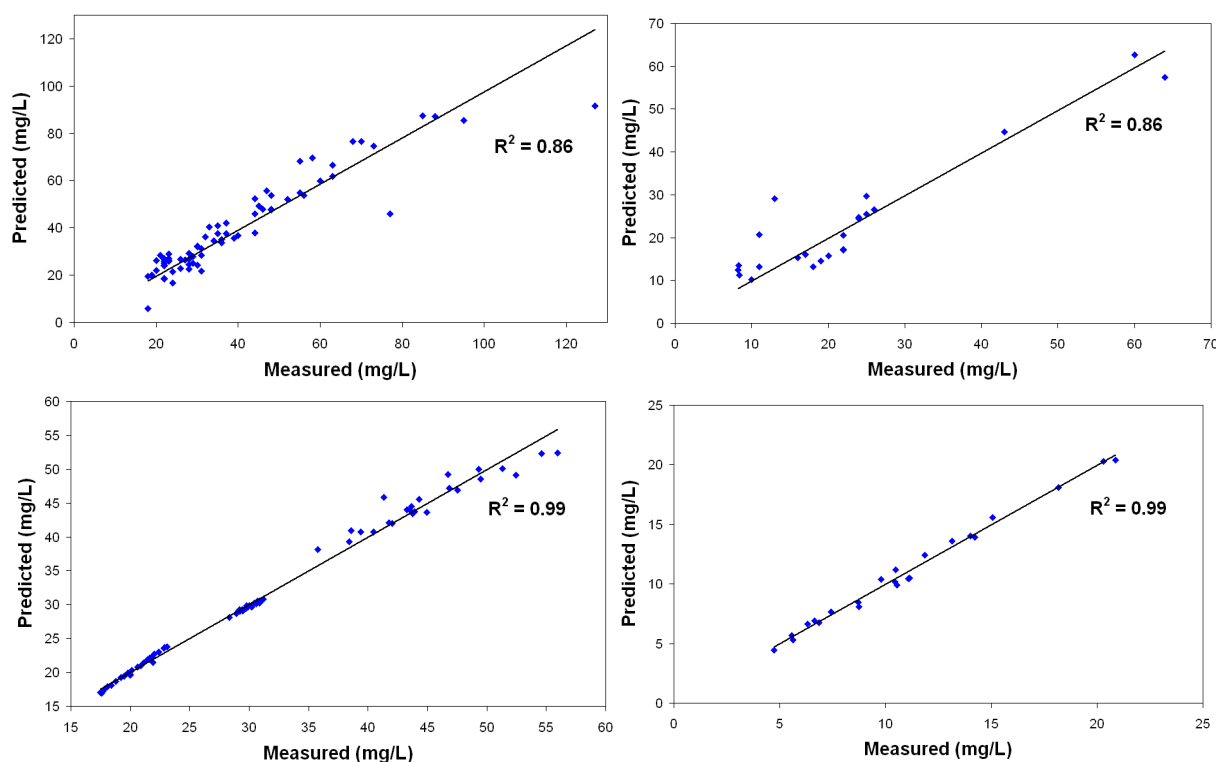 120
100
80
60
40
20
0
Predicted (mg/L)
R² = 0.86
20 40 60 80 100 120
Measured (mg/L)
70
60
50
40
30
20
10
0
Predicted (mg/L)
R² = 0.86
0 10 20 30 40 50 60 70
Measured (mg/L)
60
55
50
45
40
35
30
25
20
15
Predicted (mg/L)
R² = 0.99
15 20 25 30 35 40 45 50 55 60
Measured (mg/L)
25
20
15
10
5
0
Predicted (mg/L)
R² = 0.99
0 5 10 15 20 25
Measured (mg/L)